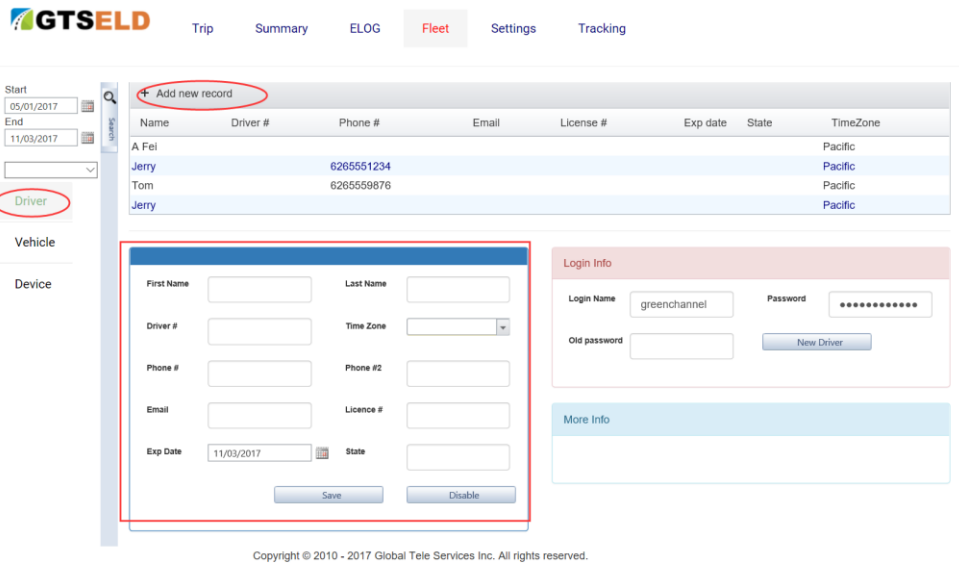 GTSELD
Trip Summary ELOG Fleet Settings Tracking
Start
05/01/2017
End
11/03/2017
Search
Driver
Vehicle
Device
+ Add new record
Name Driver # Phone # Email License # Exp date State TimeZone
A Fei Pacific
Jerry 6265551234 Pacific
Tom 6265559876 Pacific
Jerry Pacific
First Name Last Name
Driver # Time Zone
Phone # Phone #2
Email Licence #
Exp Date 11/03/2017 State
Save Disable
Login Info
Login Name greenchannel Password ●●●●●●●●●●●●
Old password New Driver
More Info
Copyright © 2010 - 2017 Global Tele Services Inc. All rights reserved.